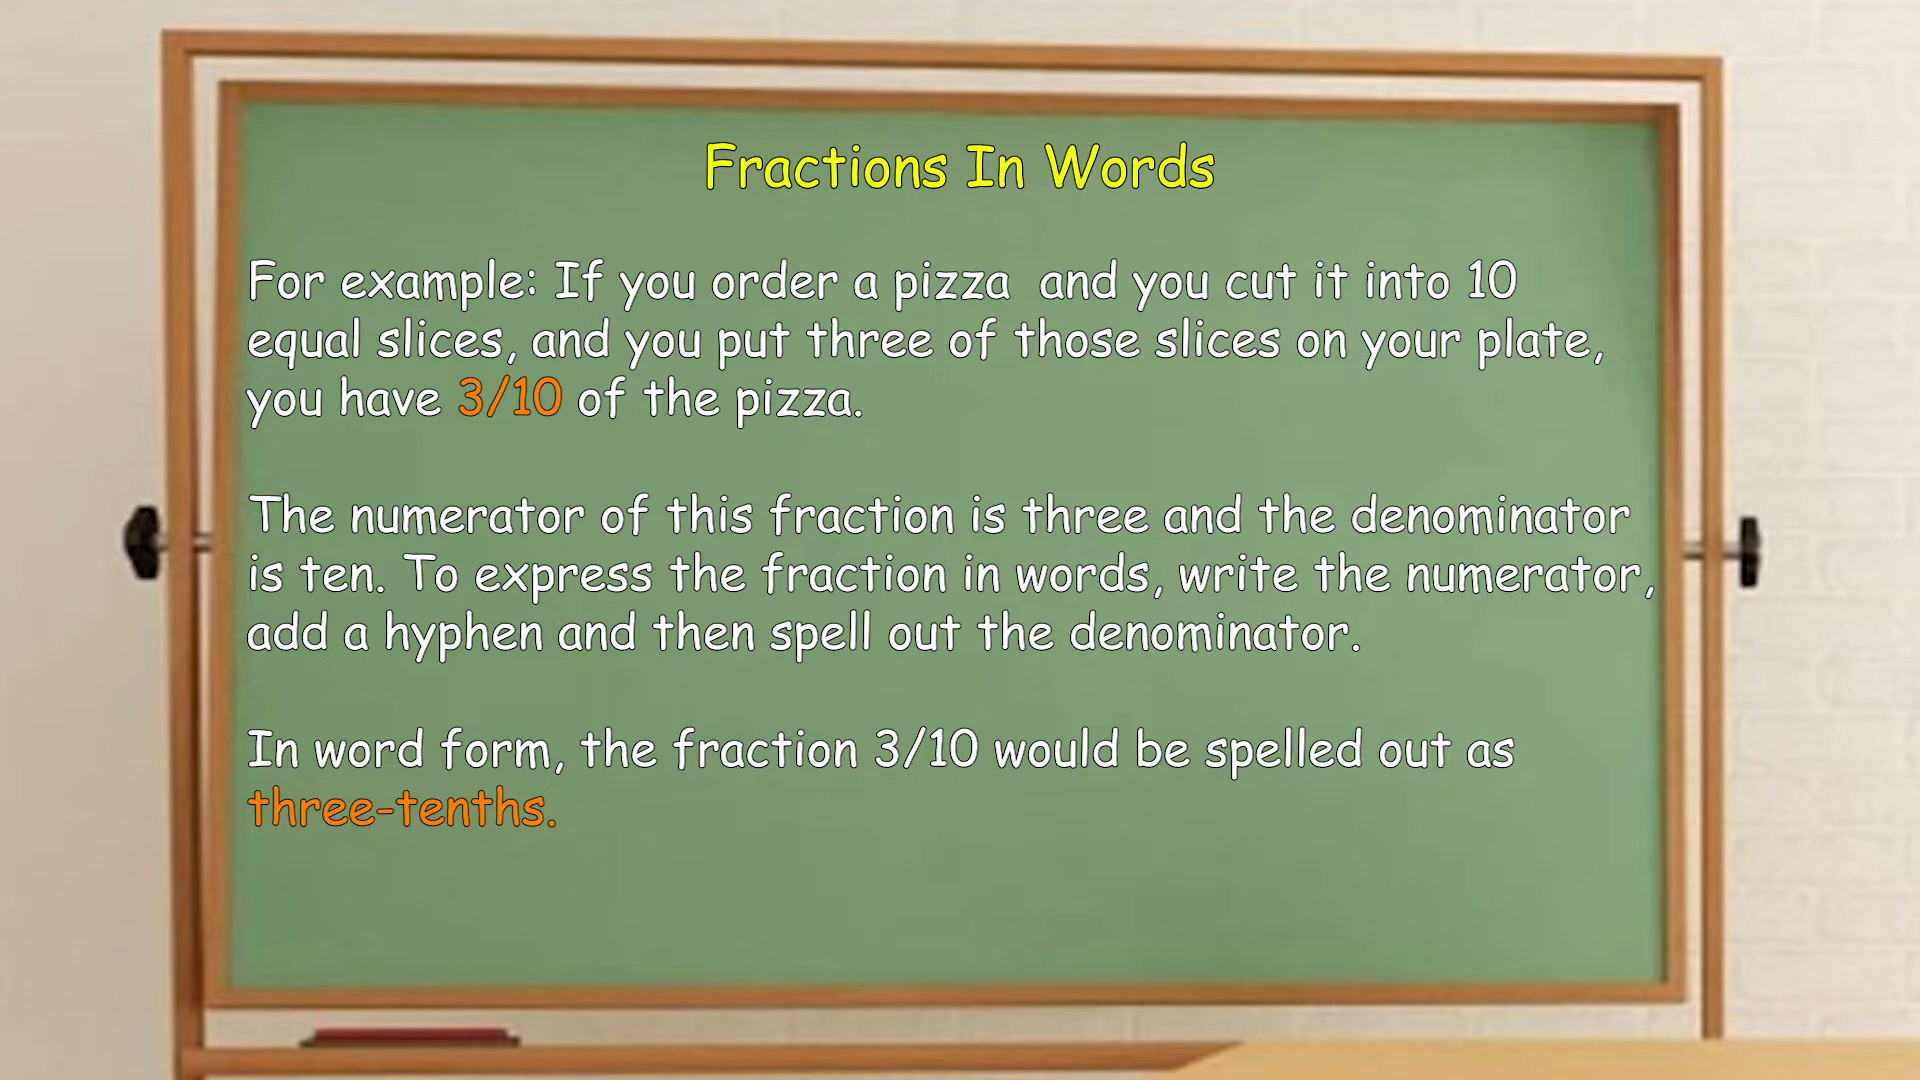 Fractions In Words
For example: If you order a pizza  and you cut it into 10
equal slices, and you put three of those slices on your plate,
you have 3/10 of the pizza.
The numerator of this fraction is three and the denominator
is ten. To express the fraction in words, write the numerator,
add a hyphen and then spell out the denominator.
In word form, the fraction 3/10 would be spelled out as
three-tenths.